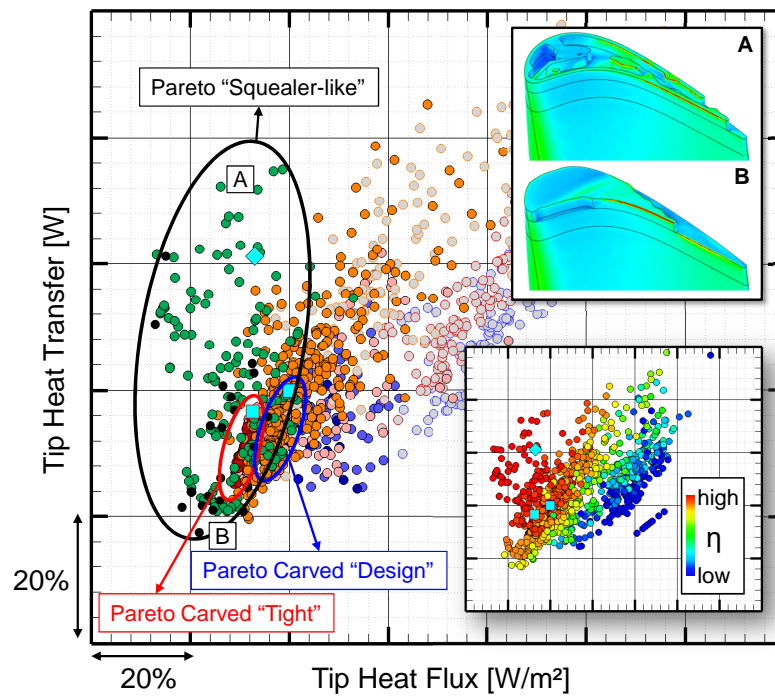 Pareto “Squealer-like”
A
A
B
Tip Heat Transfer [W]
high
η
low
B
Pareto Carved “Design”
Pareto Carved “Tight”
20%
20%
Tip Heat Flux [W/m²]